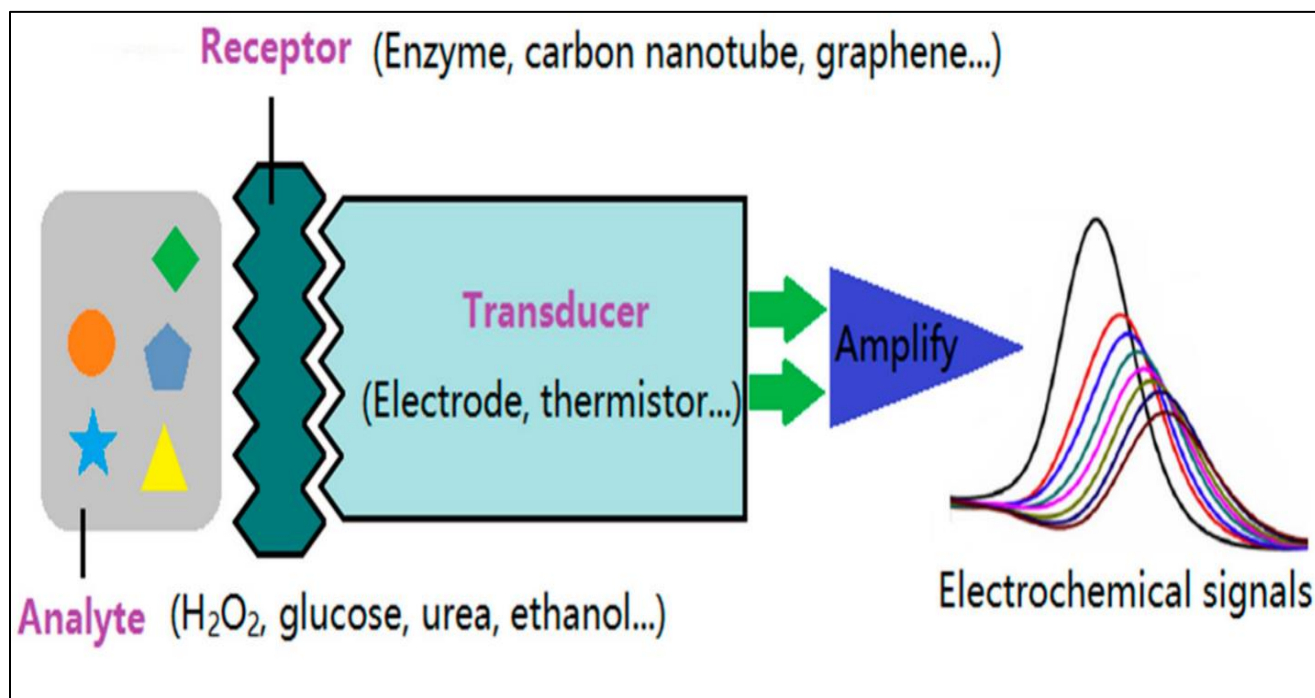 Receptor (Enzyme, carbon nanotube, graphene...)
Transducer
(Electrode, thermistor...)
Amplify
Electrochemical signals
Analyte (H₂O₂, glucose, urea, ethanol...)